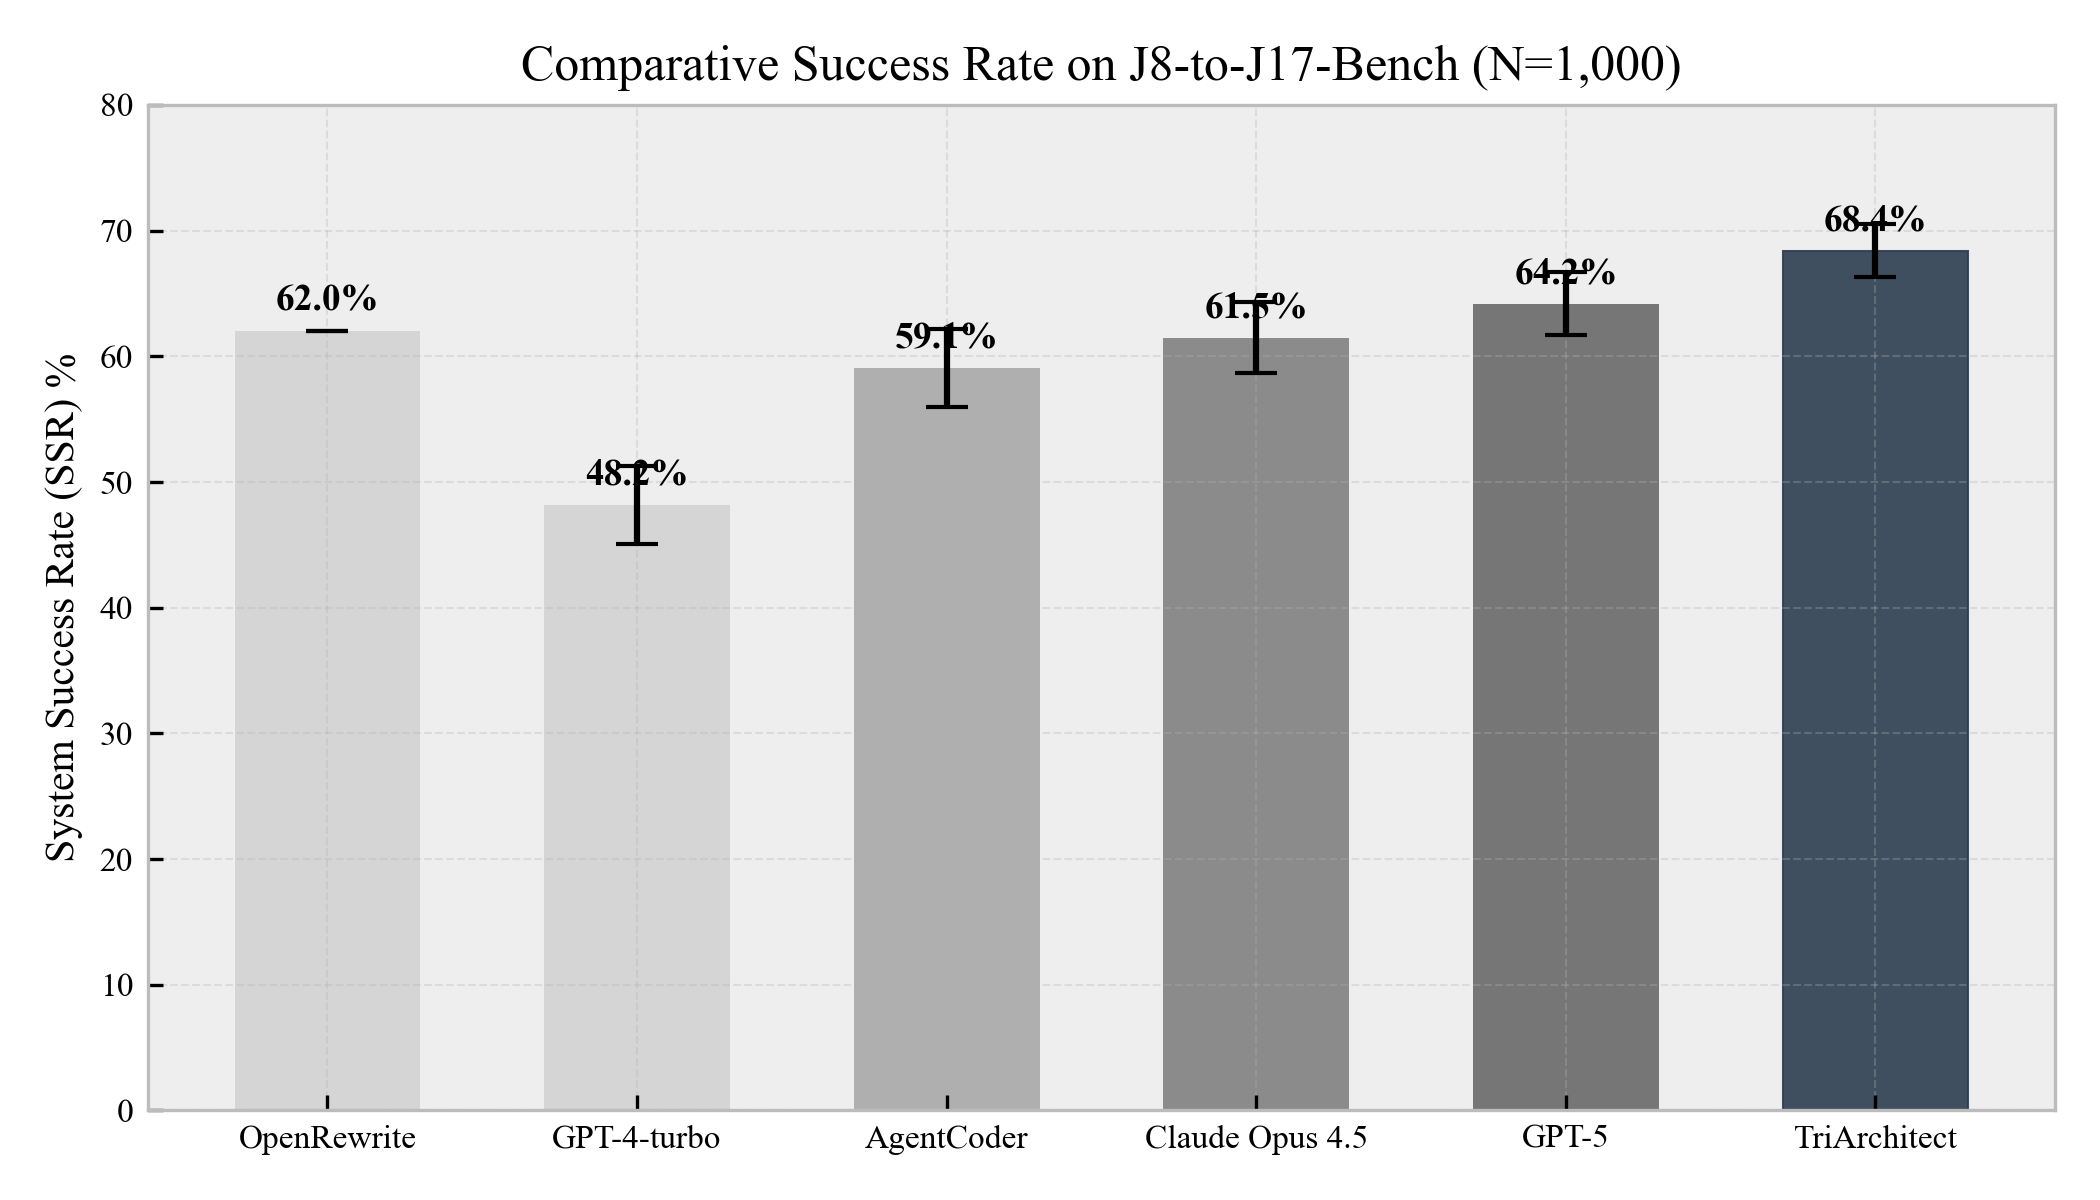 Comparative Success Rate on J8-to-J17-Bench (N=1,000)
System Success Rate (SSR) %
80
70
60
50
40
30
20
10
0
62.0%
48.2%
59.1%
61.5%
64.2%
68.4%
OpenRewrite
GPT-4-turbo
AgentCoder
Claude Opus 4.5
GPT-5
TriArchitect